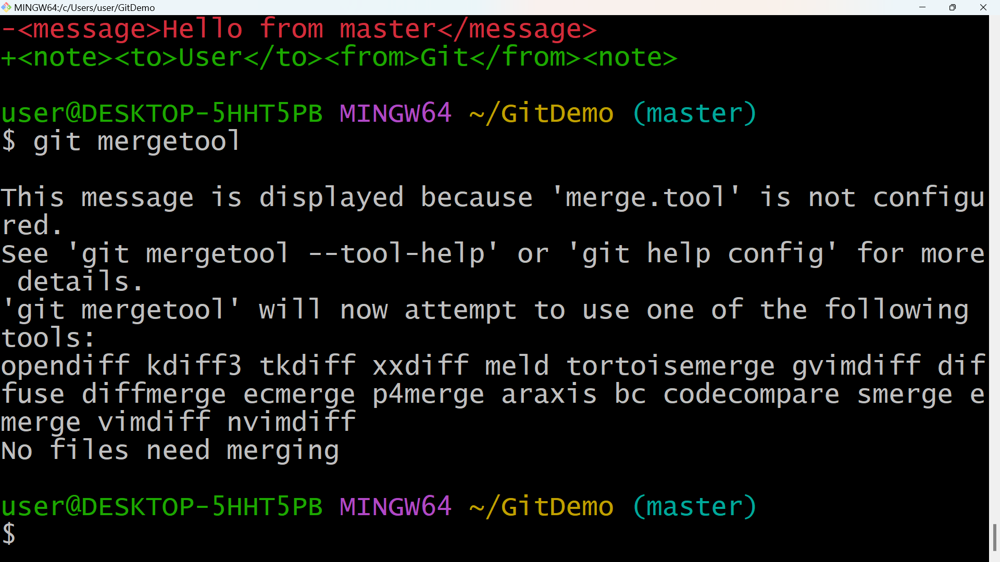 MINGW64:/c/Users/user/GitDemo
-<message>Hello from master</message>
+<note><to>User</to><from>Git</from><note>
user@DESKTOP-5HHT5PB MINGW64 ~/GitDemo (master)
$ git mergetool
This message is displayed because 'merge.tool' is not configu
red.
See 'git mergetool --tool-help' or 'git help config' for more
 details.
'git mergetool' will now attempt to use one of the following
tools:
opendiff kdiff3 tkdiff xxdiff meld tortoisemerge gvimdiff dif
fuse diffmerge ecmerge p4merge araxis bc codecompare smerge e
merge vimdiff nvimdiff
No files need merging
user@DESKTOP-5HHT5PB MINGW64 ~/GitDemo (master)
$